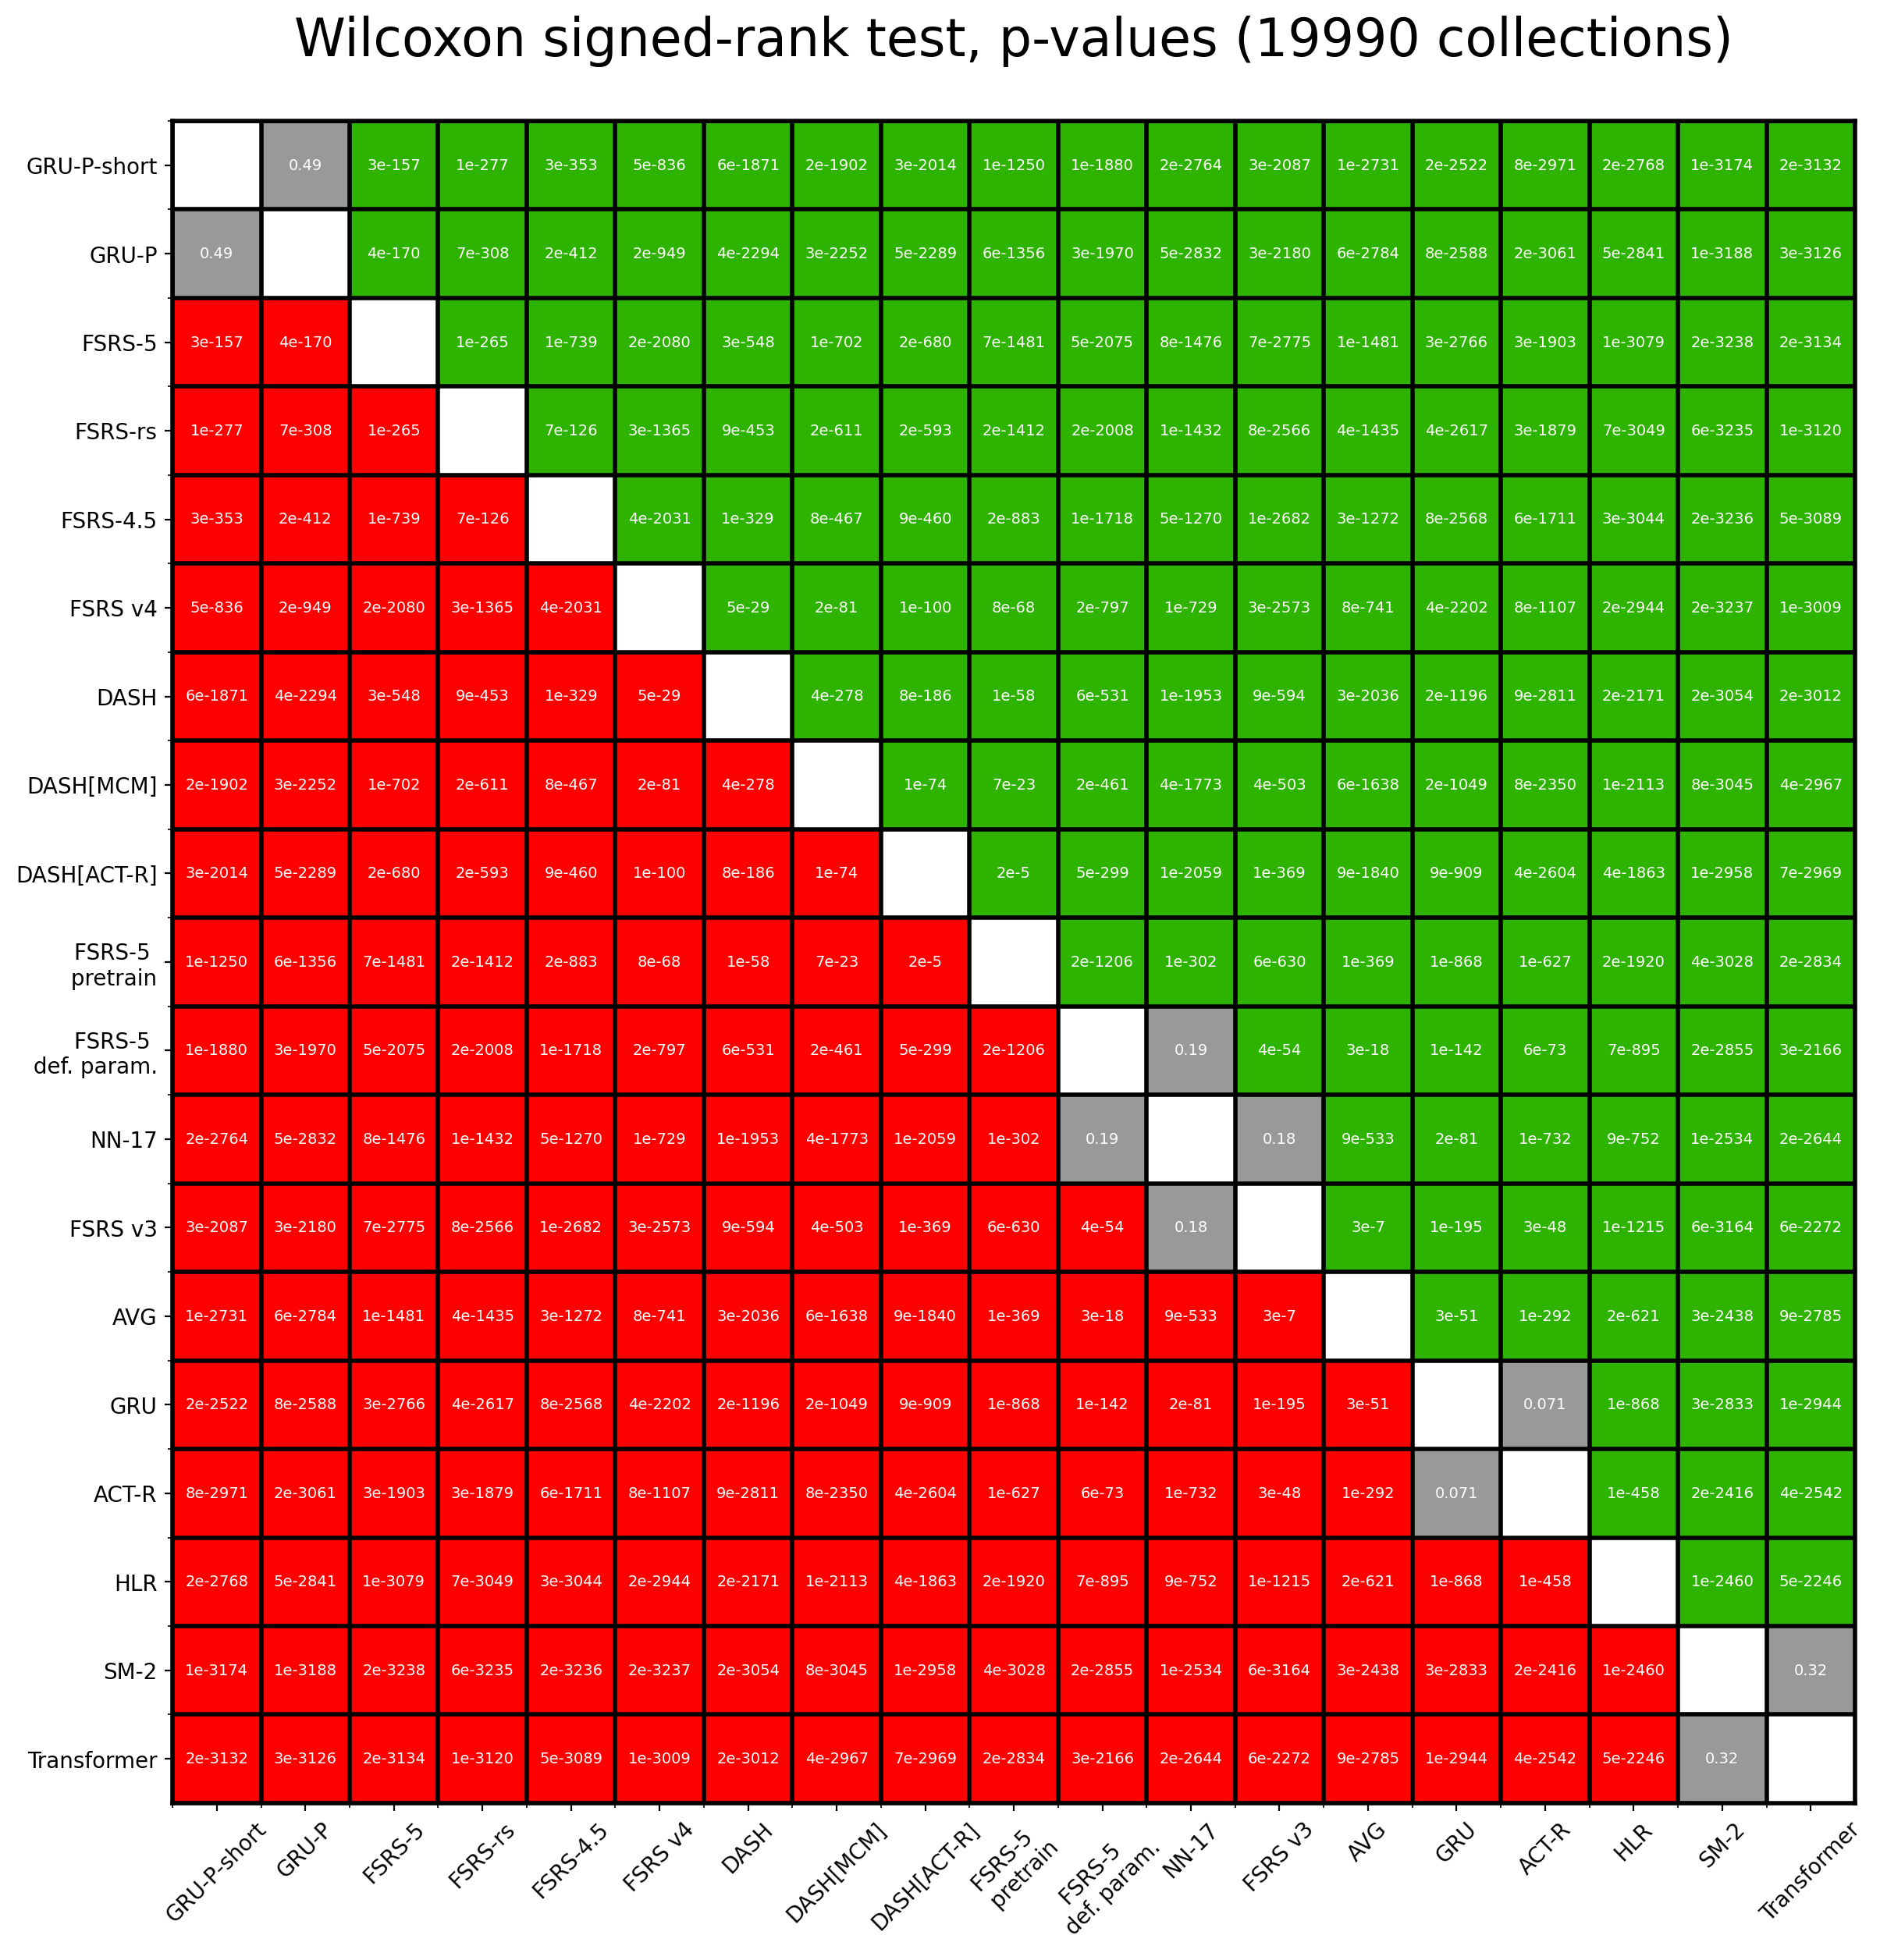 Wilcoxon signed-rank test, p-values (19990 collections)
GRU-P-short 0.49 3e-157 1e-277 3e-353 5e-836 6e-1871 2e-1902 3e-2014 1e-1250 1e-1880 2e-2764 3e-2087 1e-2731 2e-2522 8e-2971 2e-2768 1e-3174 2e-3132
GRU-P 0.49 4e-170 7e-308 2e-412 2e-949 4e-2294 3e-2252 5e-2289 6e-1356 3e-1970 5e-2832 3e-2180 6e-2784 8e-2588 2e-3061 5e-2841 1e-3188 3e-3126
FSRS-5 3e-157 4e-170 1e-265 1e-739 2e-2080 3e-548 1e-702 2e-680 7e-1481 5e-2075 8e-1476 7e-2775 1e-1481 3e-2766 3e-1903 1e-3079 2e-3238 2e-3134
FSRS-rs 1e-277 7e-308 1e-265 7e-126 3e-1365 9e-453 2e-611 2e-593 2e-1412 2e-2008 1e-1432 8e-2566 4e-1435 4e-2617 3e-1879 7e-3049 6e-3235 1e-3120
FSRS-4.5 3e-353 2e-412 1e-739 7e-126 4e-2031 1e-329 8e-467 9e-460 2e-883 1e-1718 5e-1270 1e-2682 3e-1272 8e-2568 6e-1711 3e-3044 2e-3236 5e-3089
FSRS v4 5e-836 2e-949 2e-2080 3e-1365 4e-2031 5e-29 2e-81 1e-100 8e-68 2e-797 1e-729 3e-2573 8e-741 4e-2202 8e-1107 2e-2944 2e-3237 1e-3009
DASH 6e-1871 4e-2294 3e-548 9e-453 1e-329 5e-29 4e-278 8e-186 1e-58 6e-531 1e-1953 9e-594 3e-2036 2e-1196 9e-2811 2e-2171 2e-3054 2e-3012
DASH[MCM] 2e-1902 3e-2252 1e-702 2e-611 8e-467 2e-81 4e-278 1e-74 7e-23 2e-461 4e-1773 4e-503 6e-1638 2e-1049 8e-2350 1e-2113 8e-3045 4e-2967
DASH[ACT-R] 3e-2014 5e-2289 2e-680 2e-593 9e-460 1e-100 8e-186 1e-74 2e-5 5e-299 1e-2059 1e-369 9e-1840 9e-909 4e-2604 4e-1863 1e-2958 7e-2969
FSRS-5
pretrain 1e-1250 6e-1356 7e-1481 2e-1412 2e-883 8e-68 1e-58 7e-23 2e-5 2e-1206 1e-302 6e-630 1e-369 1e-868 1e-627 2e-1920 4e-3028 2e-2834
FSRS-5
def. param. 1e-1880 3e-1970 5e-2075 2e-2008 1e-1718 2e-797 6e-531 2e-461 5e-299 2e-1206 0.19 4e-54 3e-18 1e-142 6e-73 7e-895 2e-2855 3e-2166
NN-17 2e-2764 5e-2832 8e-1476 1e-1432 5e-1270 1e-729 1e-1953 4e-1773 1e-2059 1e-302 0.19 0.18 9e-533 2e-81 1e-732 9e-752 1e-2534 2e-2644
FSRS v3 3e-2087 3e-2180 7e-2775 8e-2566 1e-2682 3e-2573 9e-594 4e-503 1e-369 6e-630 4e-54 0.18 3e-7 1e-195 3e-48 1e-1215 6e-3164 6e-2272
AVG 1e-2731 6e-2784 1e-1481 4e-1435 3e-1272 8e-741 3e-2036 6e-1638 9e-1840 1e-369 3e-18 9e-533 3e-7 3e-51 1e-292 2e-621 3e-2438 9e-2785
GRU 2e-2522 8e-2588 3e-2766 4e-2617 8e-2568 4e-2202 2e-1196 2e-1049 9e-909 1e-868 1e-142 2e-81 1e-195 3e-51 0.071 1e-868 3e-2833 1e-2944
ACT-R 8e-2971 2e-3061 3e-1903 3e-1879 6e-1711 8e-1107 9e-2811 8e-2350 4e-2604 1e-627 6e-73 1e-732 3e-48 1e-292 0.071 1e-458 2e-2416 4e-2542
HLR 2e-2768 5e-2841 1e-3079 7e-3049 3e-3044 2e-2944 2e-2171 1e-2113 4e-1863 2e-1920 7e-895 9e-752 1e-1215 2e-621 1e-868 1e-458 1e-2460 5e-2246
SM-2 1e-3174 1e-3188 2e-3238 6e-3235 2e-3236 2e-3237 2e-3054 8e-3045 1e-2958 4e-3028 2e-2855 1e-2534 6e-3164 3e-2438 3e-2833 2e-2416 1e-2460 0.32
Transformer 2e-3132 3e-3126 2e-3134 1e-3120 5e-3089 1e-3009 2e-3012 4e-2967 7e-2969 2e-2834 3e-2166 2e-2644 6e-2272 9e-2785 1e-2944 4e-2542 5e-2246 0.32
GRU-P-short
GRU-P
FSRS-5
FSRS-rs
FSRS-4.5
FSRS v4
DASH
DASH[MCM]
DASH[ACT-R]
FSRS-5
pretrain
FSRS-5
def. param.
NN-17
FSRS v3
AVG
GRU
ACT-R
HLR
SM-2
Transformer